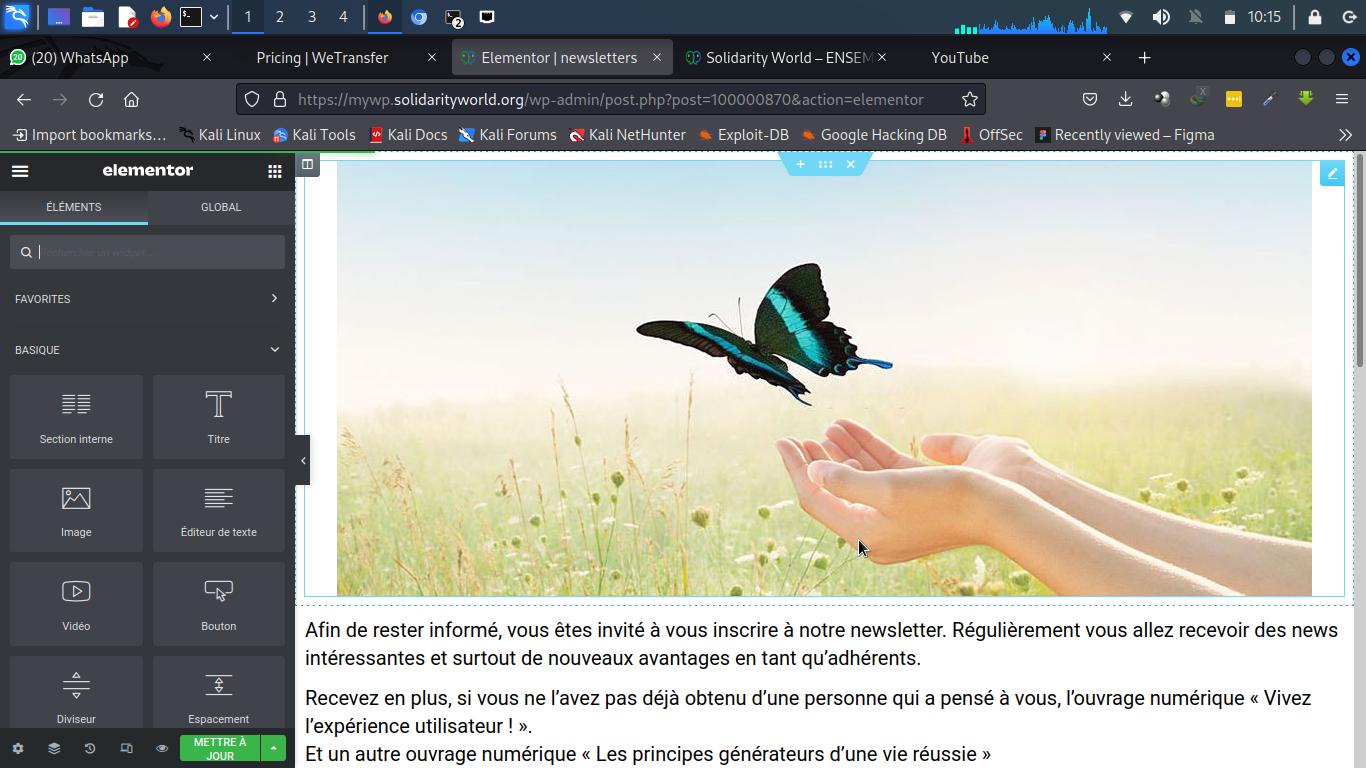 1 2 3 4 2 10:15
20 (20) WhatsApp Pricing | WeTransfer Elementor | newsletters Solidarity World – ENSEM YouTube
https://mywp.solidarityworld.org/wp-admin/post.php?post=100000870&action=elementor X
Import bookmarks… Kali Linux Kali Tools Kali Docs Kali Forums Kali NetHunter Exploit-DB Google Hacking DB OffSec Recently viewed – Figma
elementor
ÉLÉMENTS GLOBAL
Rechercher un widget...
FAVORITES
BASIQUE
Section interne Titre
Image Éditeur de texte
Vidéo Bouton
Diviseur Espacement
METTRE À
JOUR
Afin de rester informé, vous êtes invité à vous inscrire à notre newsletter. Régulièrement vous allez recevoir des news
intéressantes et surtout de nouveaux avantages en tant qu’adhérents.
Recevez en plus, si vous ne l’avez pas déjà obtenu d’une personne qui a pensé à vous, l’ouvrage numérique « Vivez
l’expérience utilisateur ! ».
Et un autre ouvrage numérique « Les principes générateurs d’une vie réussie »